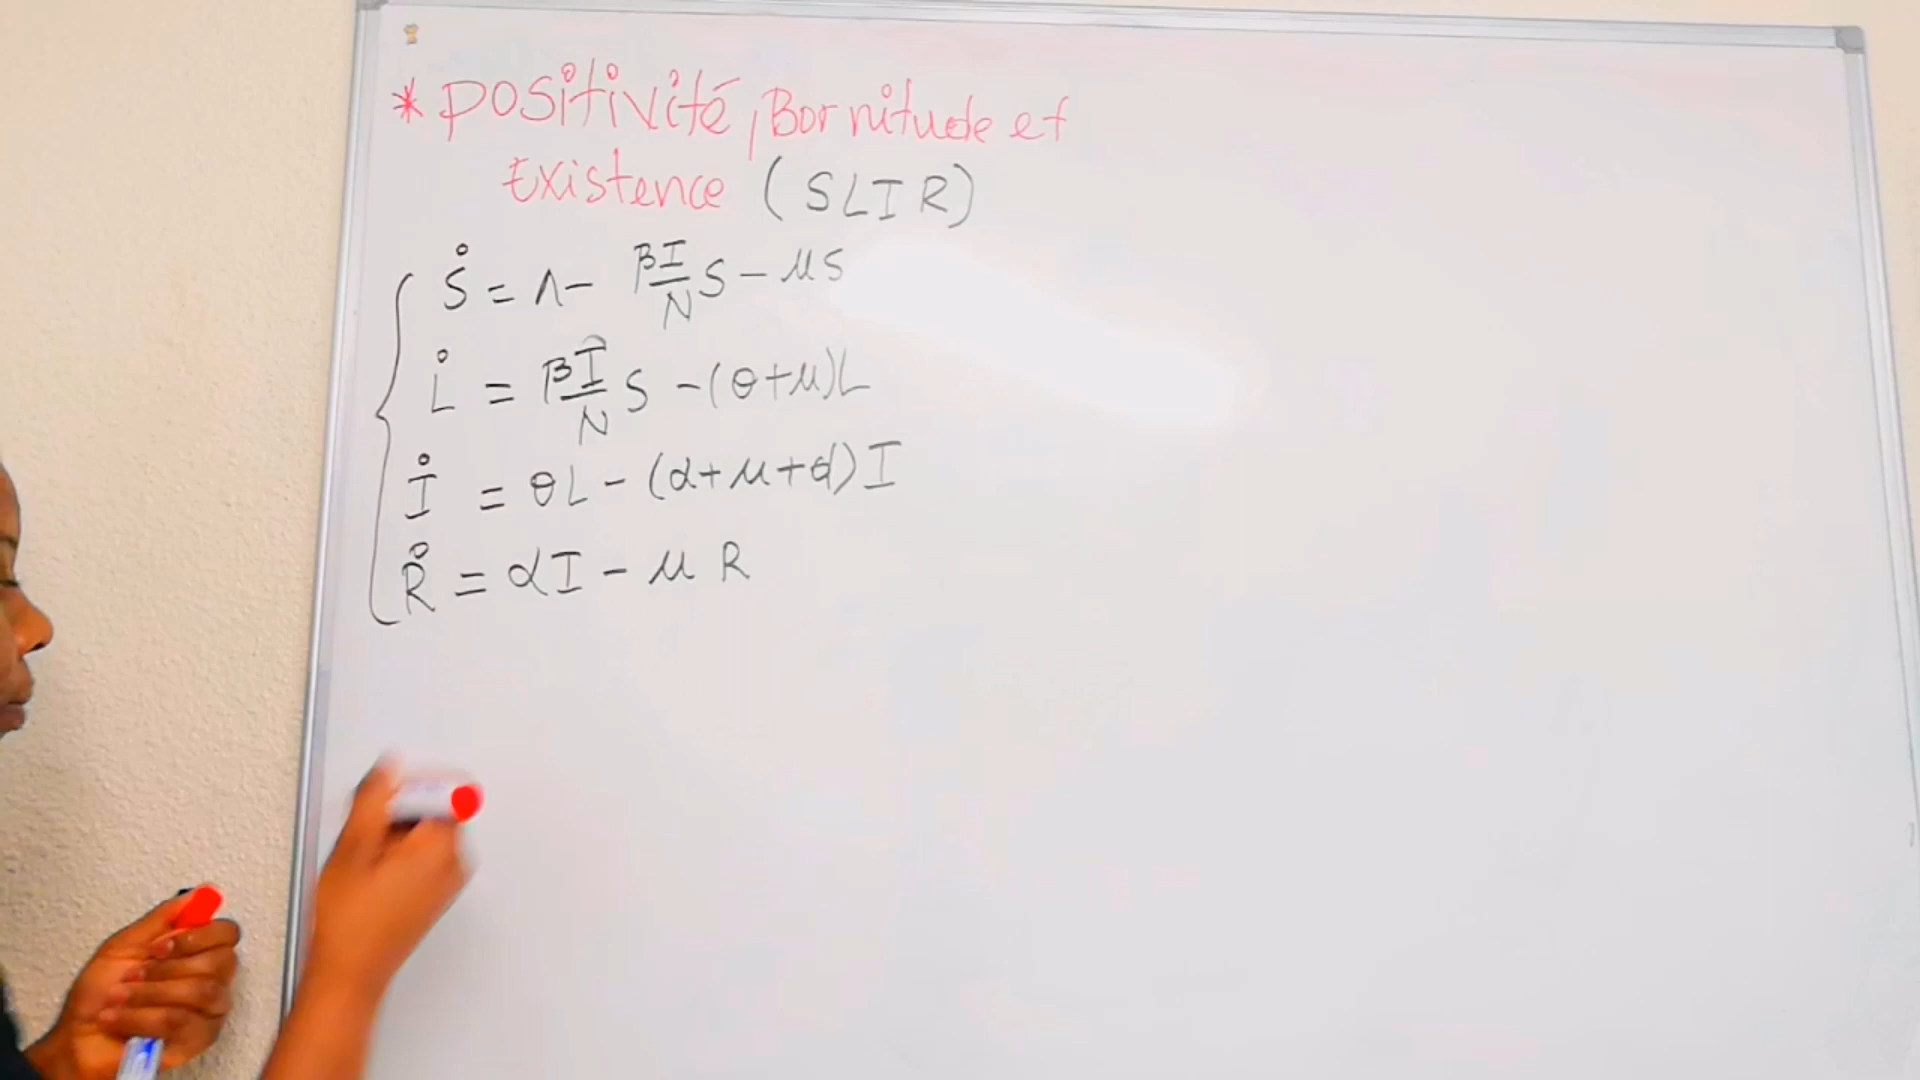 * Positivité, Bornitude et
Existence (SLIR)
Ṡ = Λ - βI/N S - μS
L̇ = βI/N S - (θ+μ)L
İ = θL - (α+μ+d)I
Ṙ = αI - μR